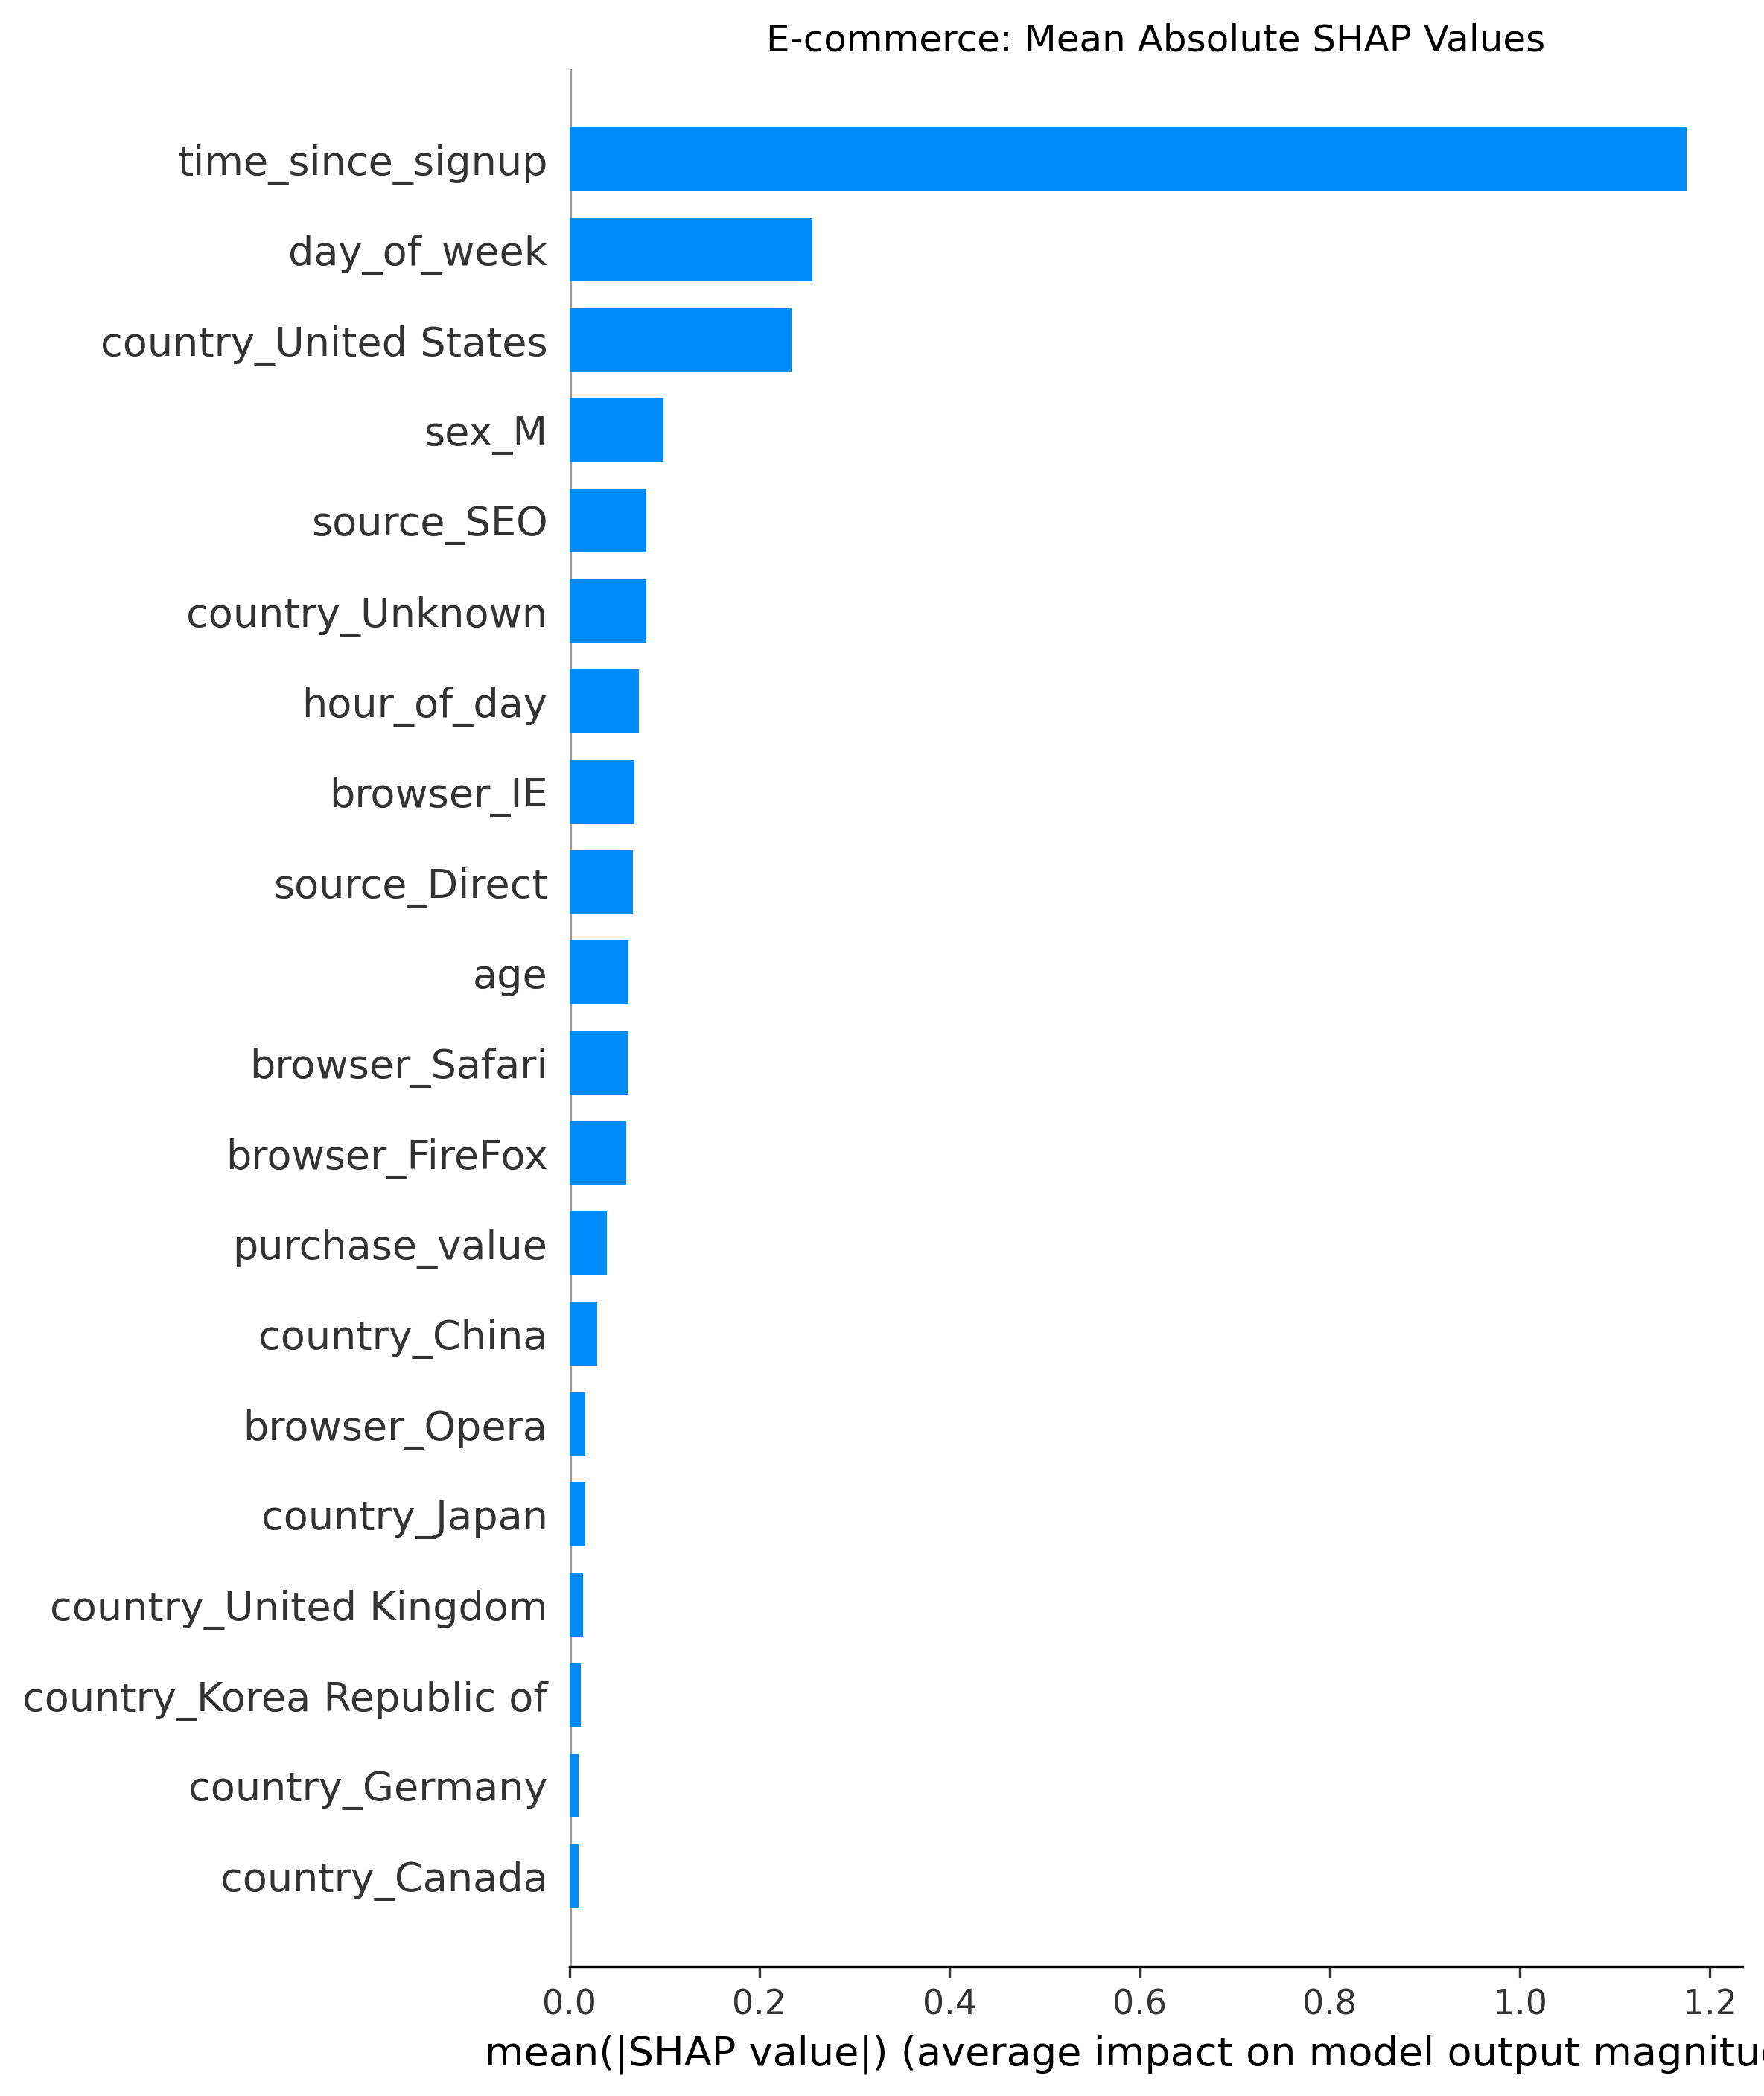 E-commerce: Mean Absolute SHAP Values
time_since_signup
day_of_week
country_United States
sex_M
source_SEO
country_Unknown
hour_of_day
browser_IE
source_Direct
age
browser_Safari
browser_FireFox
purchase_value
country_China
browser_Opera
country_Japan
country_United Kingdom
country_Korea Republic of
country_Germany
country_Canada
0.0 0.2 0.4 0.6 0.8 1.0 1.2
mean(|SHAP value|) (average impact on model output magnitu